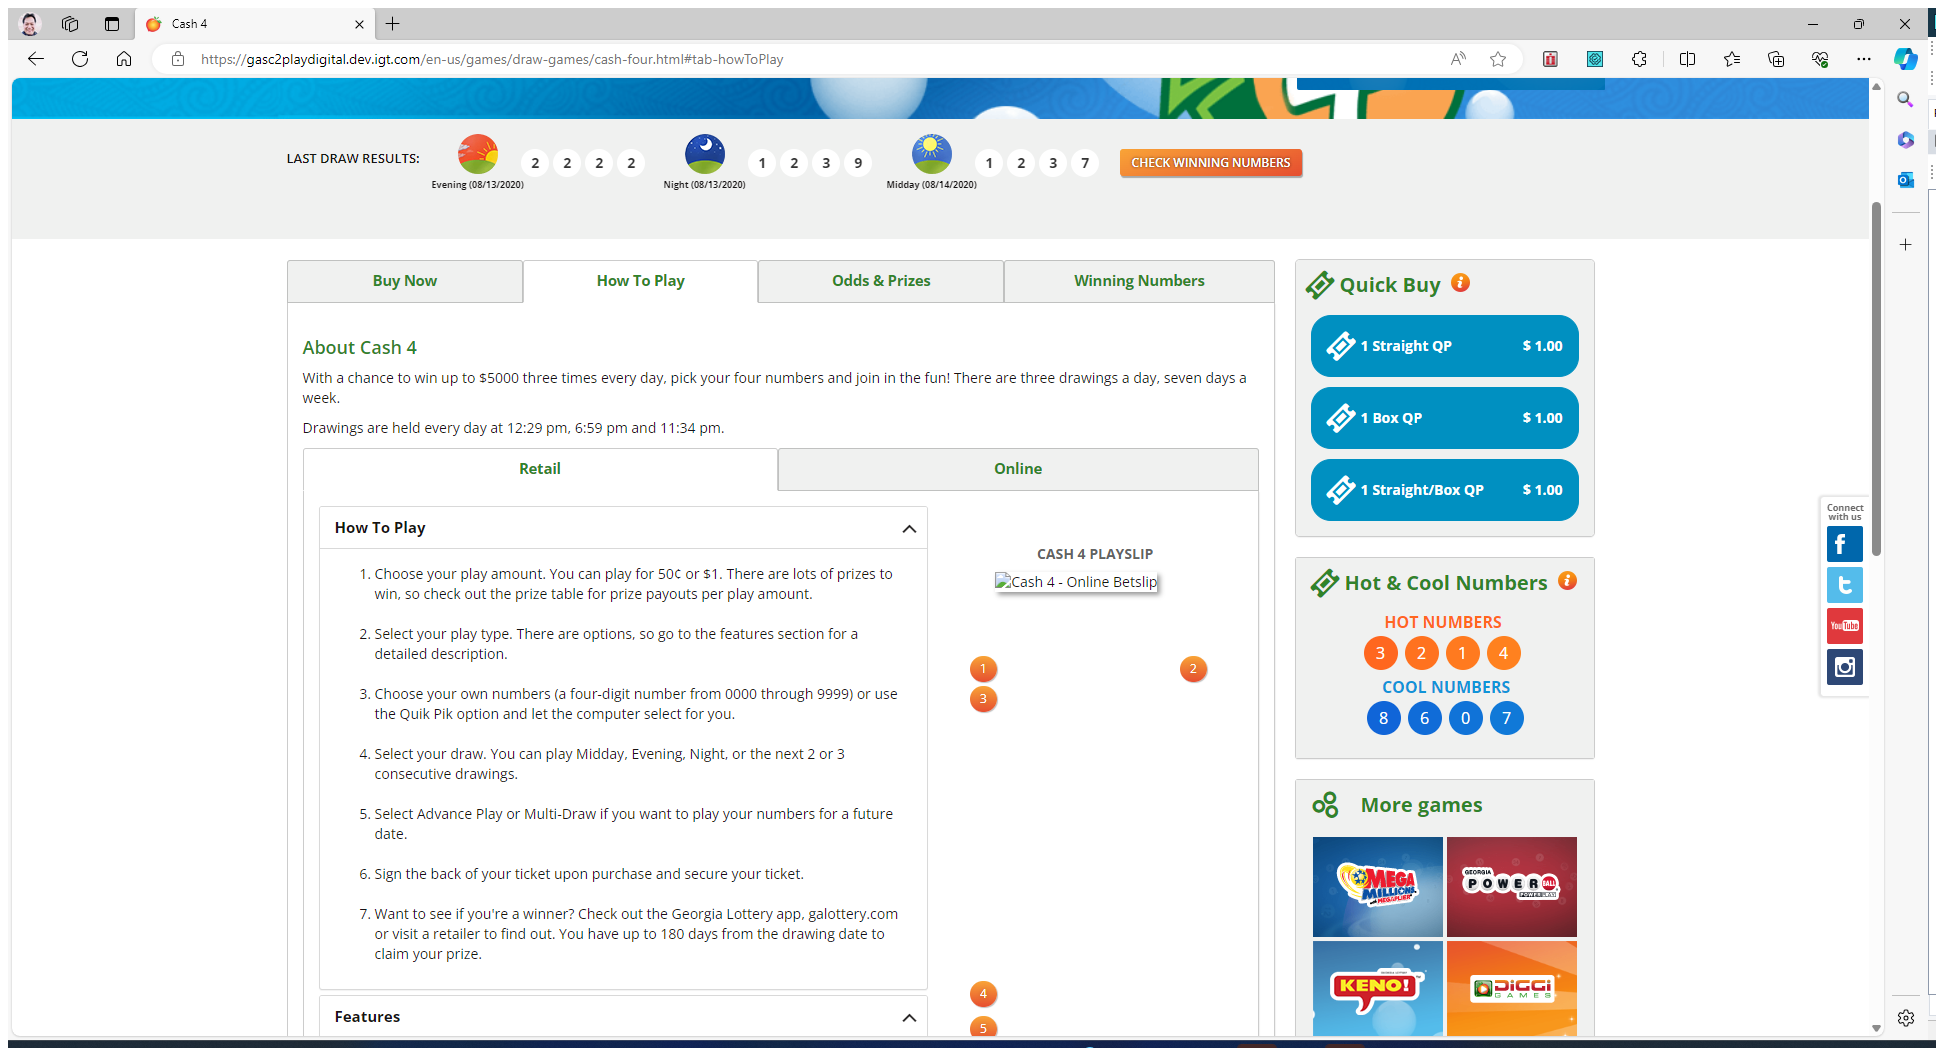 Cash 4
https://gasc2playdigital.dev.igt.com/en-us/games/draw-games/cash-four.html#tab-howToPlay
LAST DRAW RESULTS:
2 2 2 2
Evening (08/13/2020)
1 2 3 9
Night (08/13/2020)
1 2 3 7
Midday (08/14/2020)
CHECK WINNING NUMBERS
Buy Now
How To Play
Odds & Prizes
Winning Numbers
About Cash 4
With a chance to win up to $5000 three times every day, pick your four numbers and join in the fun! There are three drawings a day, seven days a
week.
Drawings are held every day at 12:29 pm, 6:59 pm and 11:34 pm.
Retail
Online
How To Play
1. Choose your play amount. You can play for 50¢ or $1. There are lots of prizes to
win, so check out the prize table for prize payouts per play amount.
2. Select your play type. There are options, so go to the features section for a
detailed description.
3. Choose your own numbers (a four-digit number from 0000 through 9999) or use
the Quik Pik option and let the computer select for you.
4. Select your draw. You can play Midday, Evening, Night, or the next 2 or 3
consecutive drawings.
5. Select Advance Play or Multi-Draw if you want to play your numbers for a future
date.
6. Sign the back of your ticket upon purchase and secure your ticket.
7. Want to see if you're a winner? Check out the Georgia Lottery app, galottery.com
or visit a retailer to find out. You have up to 180 days from the drawing date to
claim your prize.
Features
CASH 4 PLAYSLIP
Cash 4 - Online Betslip
1
2
3
4
5
Quick Buy
1 Straight QP $ 1.00
1 Box QP $ 1.00
1 Straight/Box QP $ 1.00
Hot & Cool Numbers
HOT NUMBERS
3 2 1 4
COOL NUMBERS
8 6 0 7
More games
MEGA
MILLIONS
MEGAPLIER
GEORGIA
POWERBALL
POWER PLAY
KENO!
DiGGi
GAMES
Connect
with us
f
t
YouTube